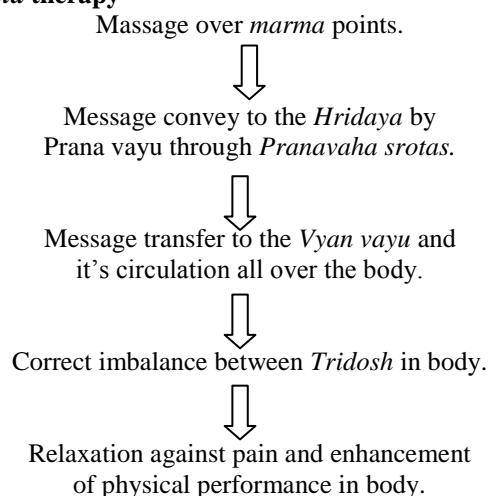 therapy
Massage over marma points.
Message convey to the Hridaya by
Prana vayu through Pranavaha srotas.
Message transfer to the Vyan vayu and
it's circulation all over the body.
Correct imbalance between Tridosh in body.
Relaxation against pain and enhancement
of physical performance in body.